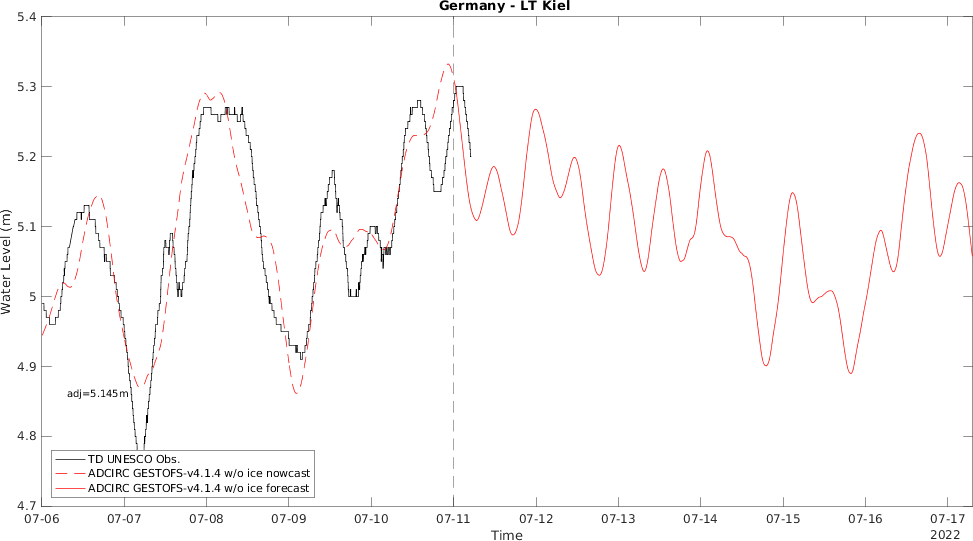 Germany - LT Kiel
5.4
5.3
5.2
5.1
5
4.9
4.8
4.7
Water Level (m)
adj=5.145m
TD UNESCO Obs.
ADCIRC GESTOFS-v4.1.4 w/o ice nowcast
ADCIRC GESTOFS-v4.1.4 w/o ice forecast
07-06 07-07 07-08 07-09 07-10 07-11 07-12 07-13 07-14 07-15 07-16 07-17
Time
2022